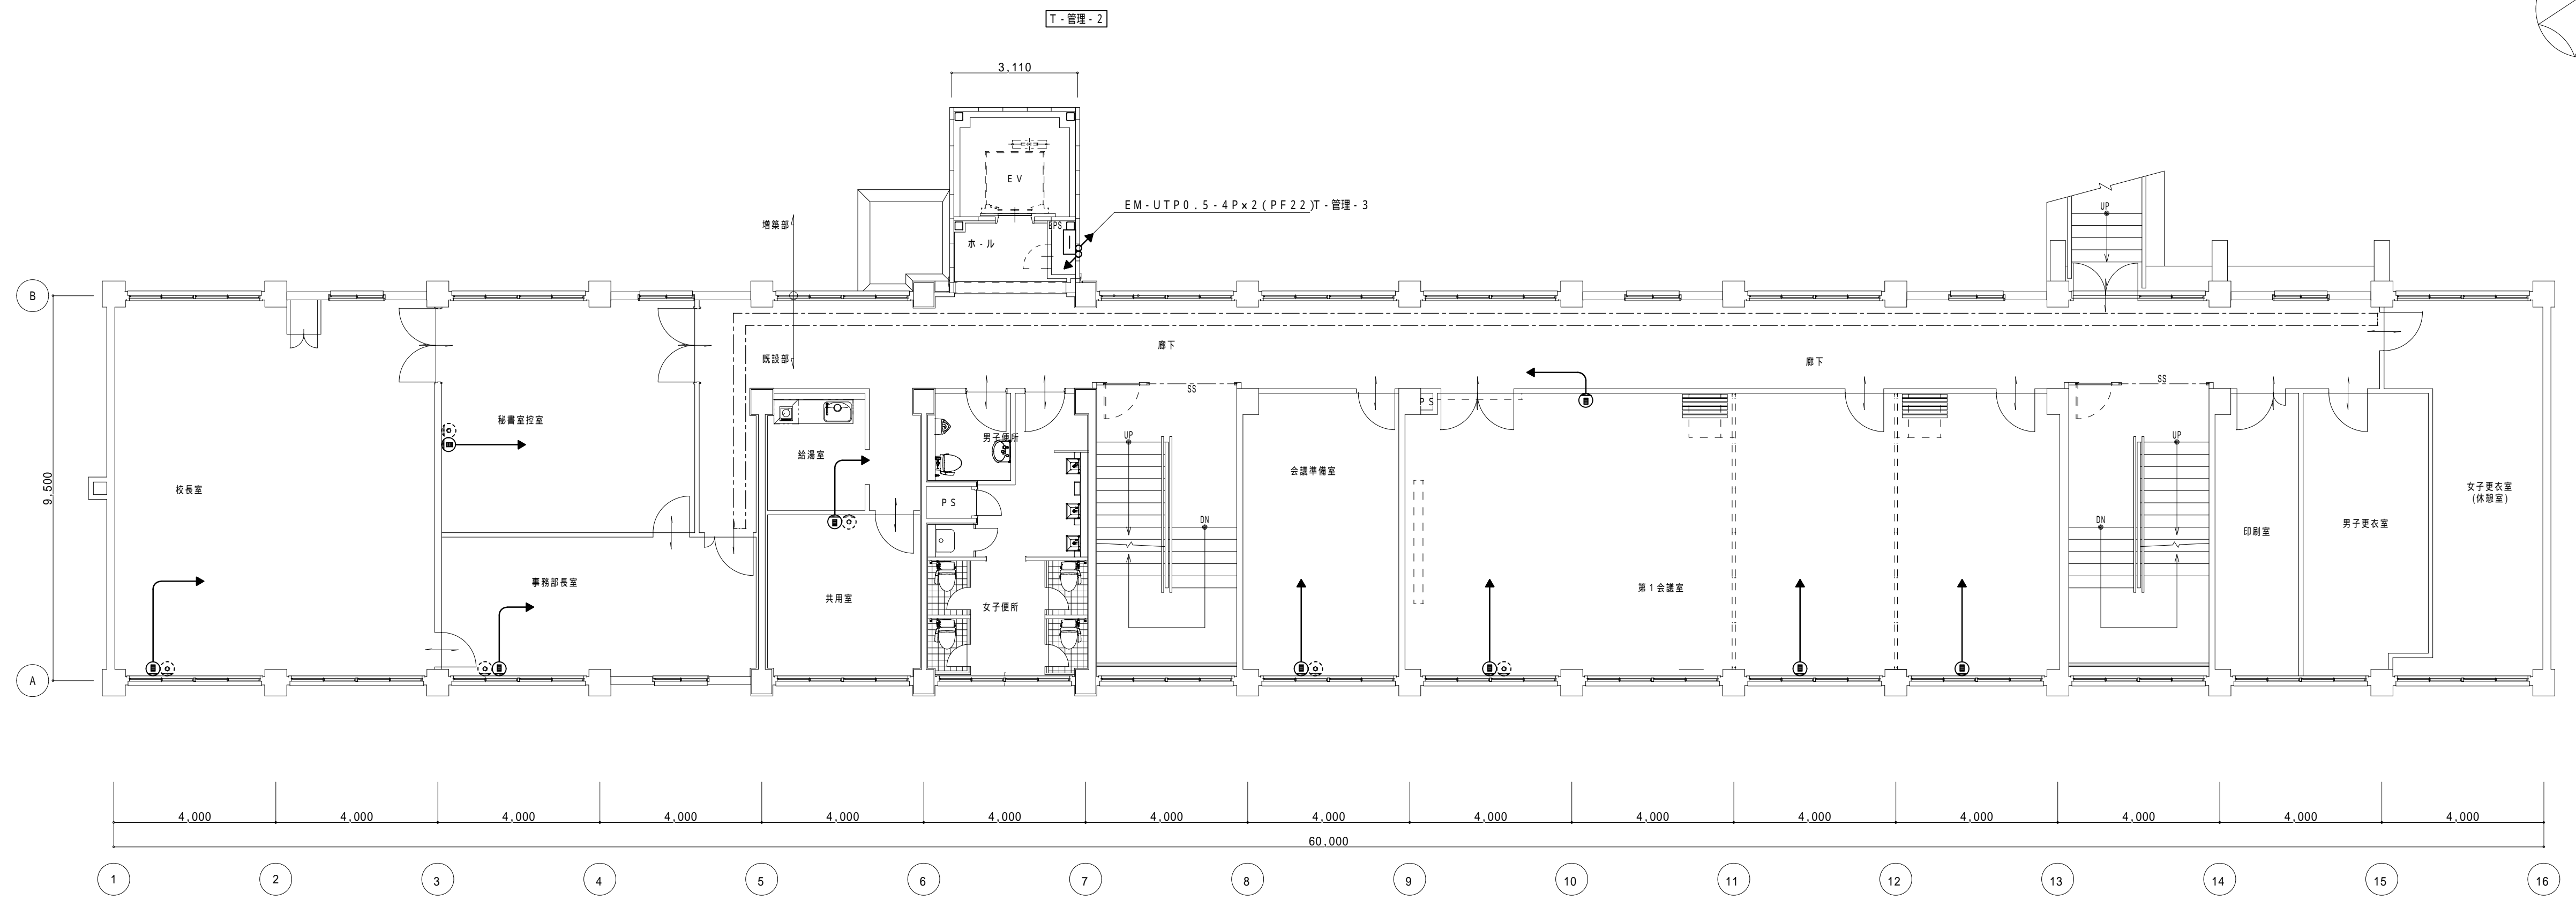 T-管理-2
3,110
EV
EM-UTP0.5-4P×2(PF22)T-管理-3
UP
増築部
EPS
ホ-ル
B
既設部
廊下
廊下
SS
SS
PS
秘書室控室
男子便所
UP
UP
給湯室
会議準備室
9,500
校長室
PS
女子更衣室
(休憩室)
DN
DN
印刷室
男子更衣室
事務部長室
共用室
女子便所
第1会議室
A
4,000 4,000 4,000 4,000 4,000 4,000 4,000 4,000 4,000 4,000 4,000 4,000 4,000 4,000 4,000
60,000
1 2 3 4 5 6 7 8 9 10 11 12 13 14 15 16